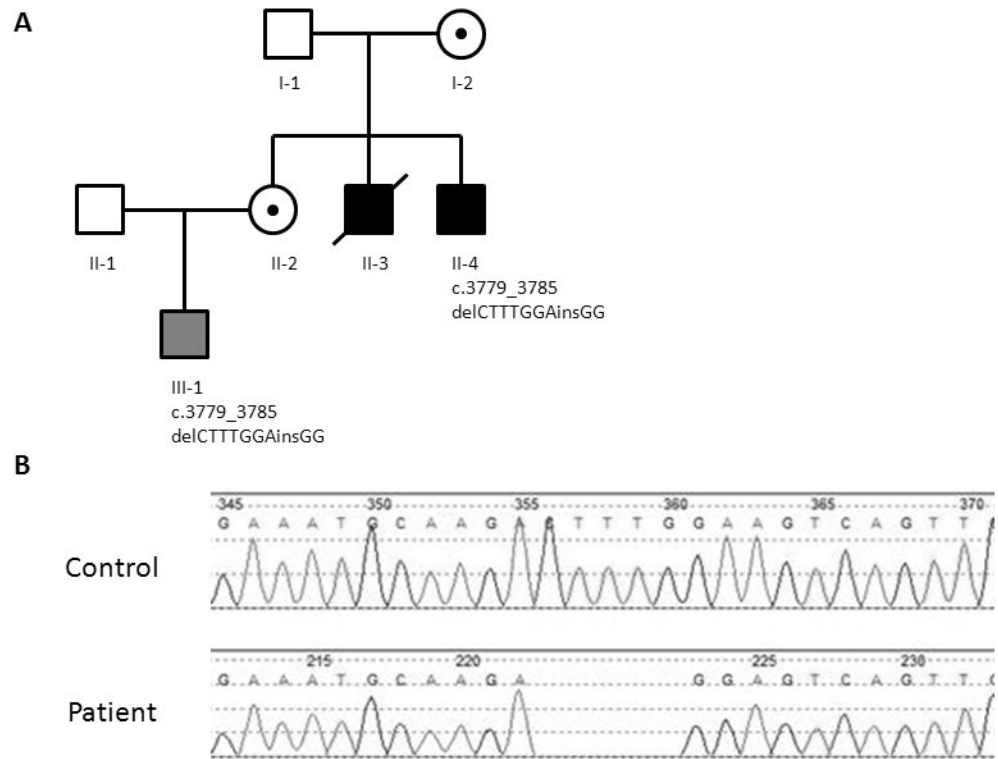 A
I-1 I-2
II-1 II-2 II-3 II-4
c.3779_3785
delCTTTGGAinsGG
III-1
c.3779_3785
delCTTTGGAinsGG
B
345 350 355 360 365 370
G A A A T G C A A G A C T T T G G A A G T C A G T T
Control
215 220 225 230
G A A A T G C A A G A G G A G T C A G T T
Patient